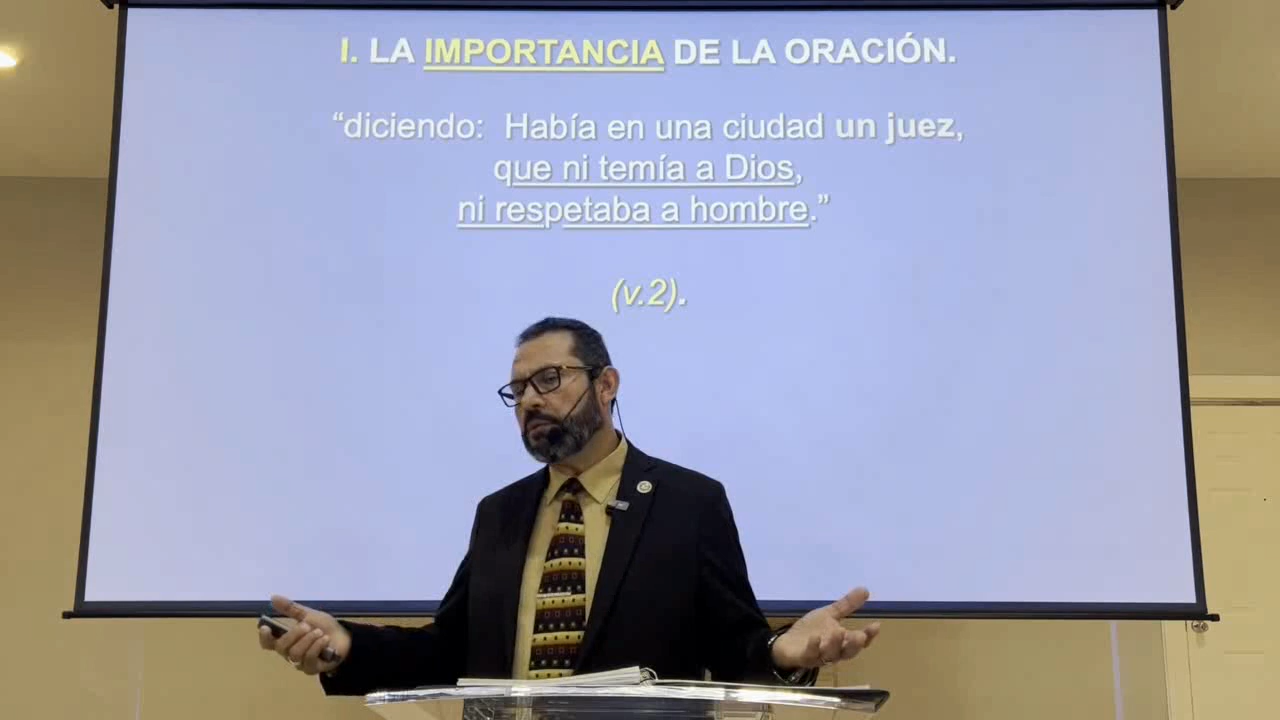 I. LA IMPORTANCIA DE LA ORACIÓN.
“diciendo: Había en una ciudad un juez,
que ni temía a Dios,
ni respetaba a hombre.”
(v.2).